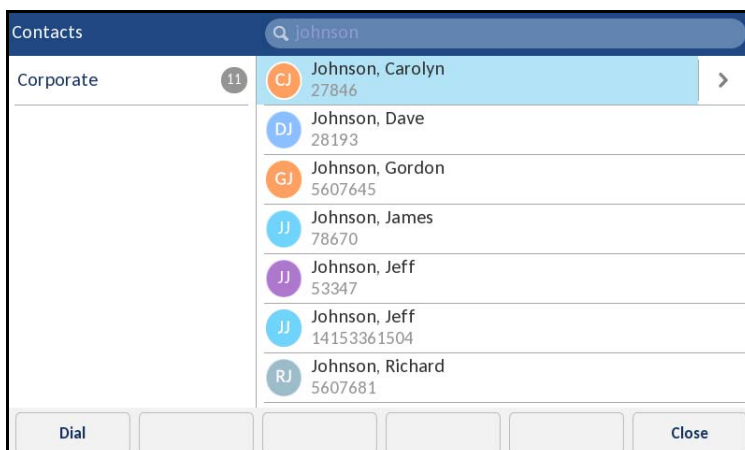 Contacts
johnson
Corporate 11
CJ Johnson, Carolyn
27846
DJ Johnson, Dave
28193
GJ Johnson, Gordon
5607645
JJ Johnson, James
78670
JJ Johnson, Jeff
53347
JJ Johnson, Jeff
14153361504
RJ Johnson, Richard
5607681
Dial Close